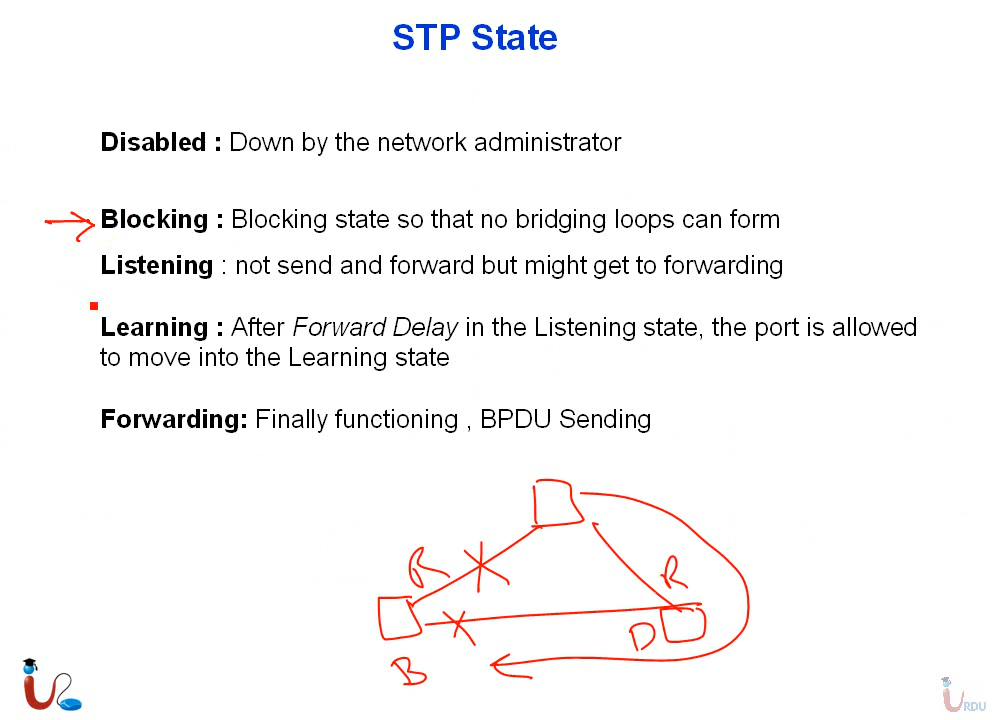 STP State
Disabled : Down by the network administrator
Blocking : Blocking state so that no bridging loops can form
Listening : not send and forward but might get to forwarding
Learning : After Forward Delay in the Listening state, the port is allowed
to move into the Learning state
Forwarding: Finally functioning , BPDU Sending
R
R
D
B
U
URDU